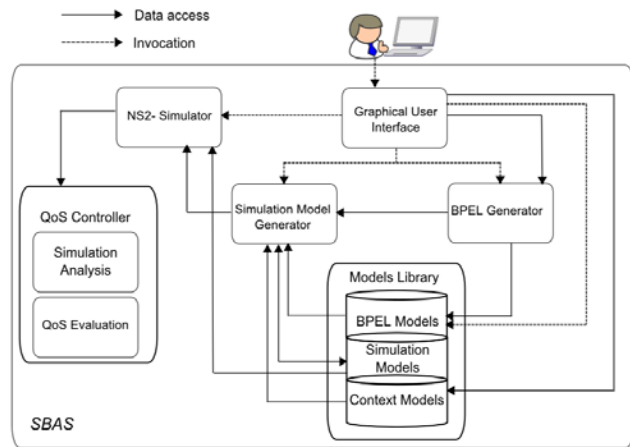 Data access
Invocation
NS2- Simulator
Graphical User
Interface
QoS Controller
Simulation
Analysis
QoS Evaluation
Simulation Model
Generator
BPEL Generator
Models Library
BPEL Models
Simulation
Models
Context Models
SBAS